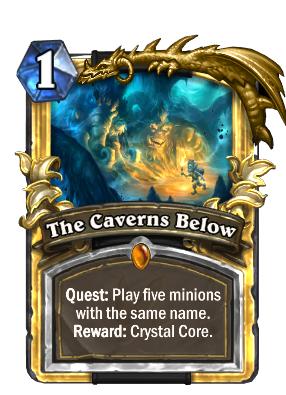 1
The Caverns Below
Quest: Play five minions
with the same name.
Reward: Crystal Core.